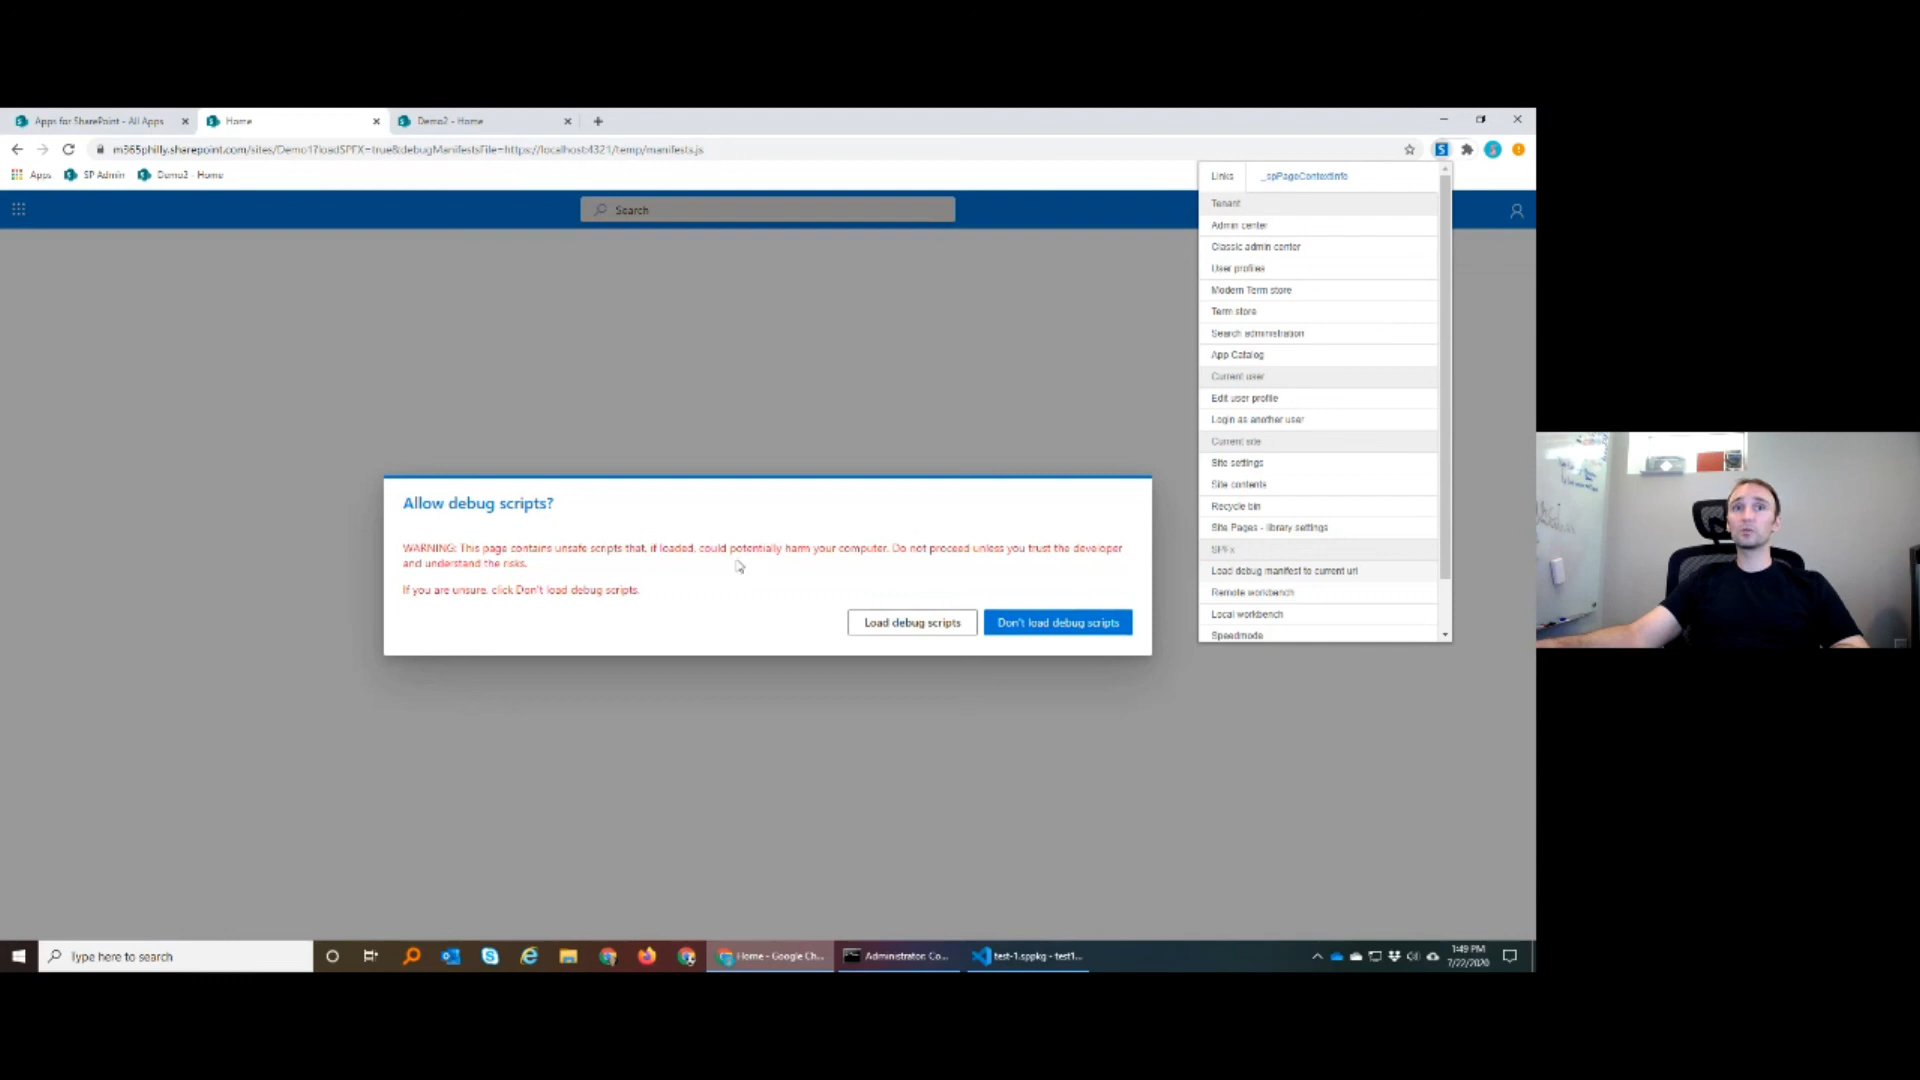 Apps for SharePoint - All Apps
Home
Demo2 - Home
m365philly.sharepoint.com/sites/Demo1?loadSPFX=true&debugManifestsFile=https://localhost:4321/temp/manifests.js
Apps
SP Admin
Demo2 - Home
Search
Links
_spPageContextInfo
Tenant
Admin center
Classic admin center
User profiles
Modern Term store
Term store
Search administration
App Catalog
Current user
Edit user profile
Login as another user
Current site
Site settings
Site contents
Recycle bin
Site Pages - library settings
SPFx
Load debug manifest to current url
Remote workbench
Local workbench
Speedmode
Allow debug scripts?
WARNING: This page contains unsafe scripts that, if loaded, could potentially harm your computer. Do not proceed unless you trust the developer
and understand the risks.
If you are unsure, click Don't load debug scripts.
Load debug scripts
Don't load debug scripts
Type here to search
Home - Google Ch...
Administrator: Co...
test-1.sppkg - test1...
1:49 PM
7/22/2020